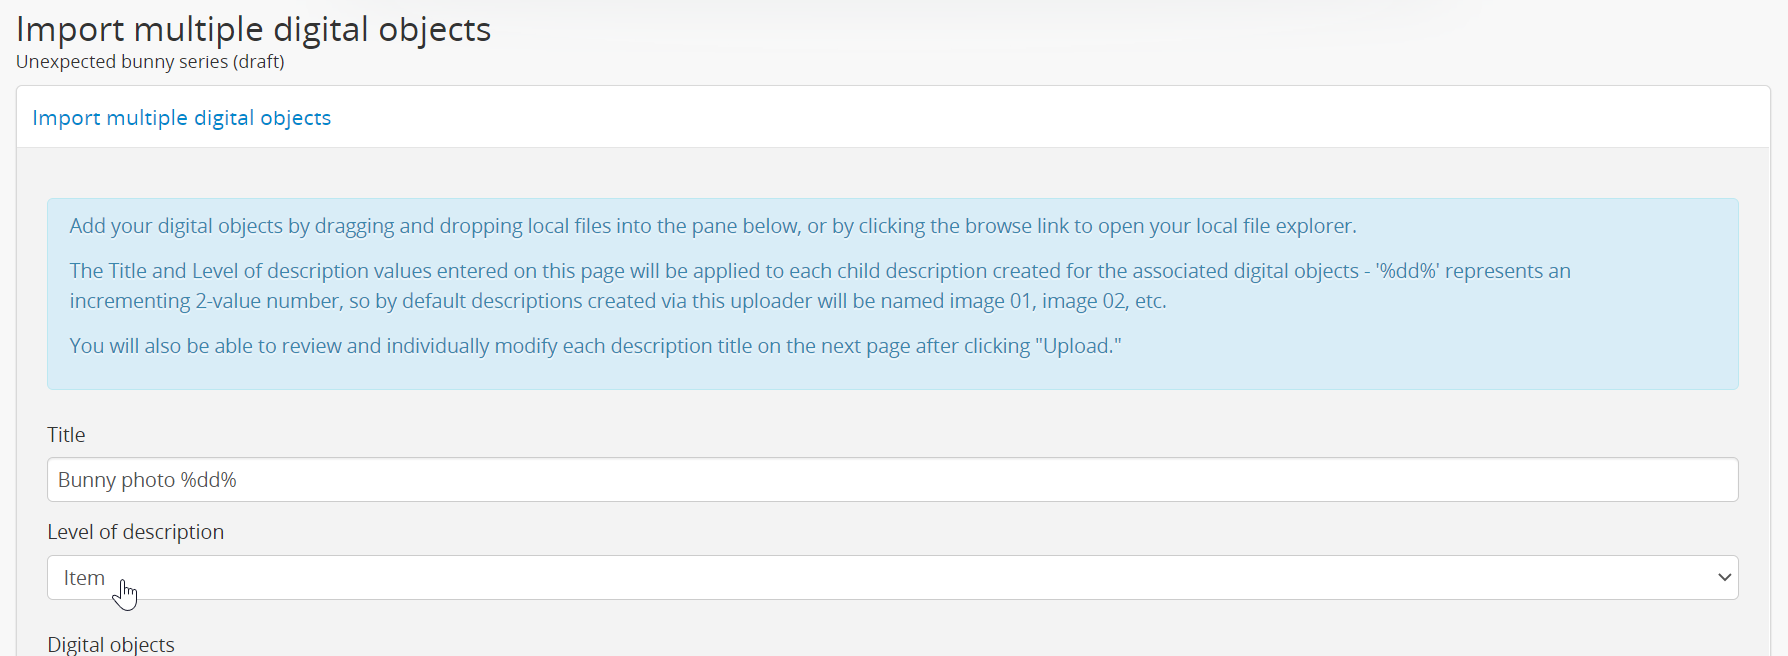 Import multiple digital objects
Unexpected bunny series (draft)
Import multiple digital objects
Add your digital objects by dragging and dropping local files into the pane below, or by clicking the browse link to open your local file explorer.
The Title and Level of description values entered on this page will be applied to each child description created for the associated digital objects - '%dd%' represents an
incrementing 2-value number, so by default descriptions created via this uploader will be named image 01, image 02, etc.
You will also be able to review and individually modify each description title on the next page after clicking "Upload."
Title
Bunny photo %dd%
Level of description
Item
Digital objects